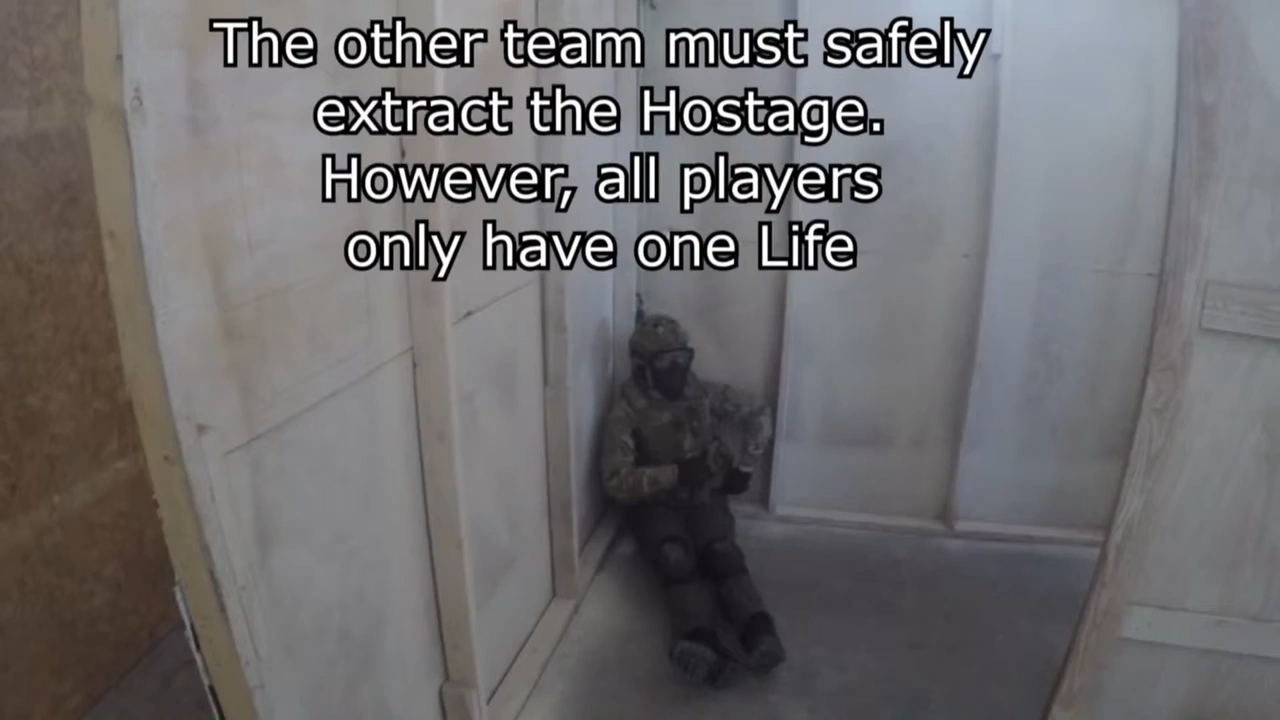 The other team must safely
extract the Hostage.
However, all players
only have one Life